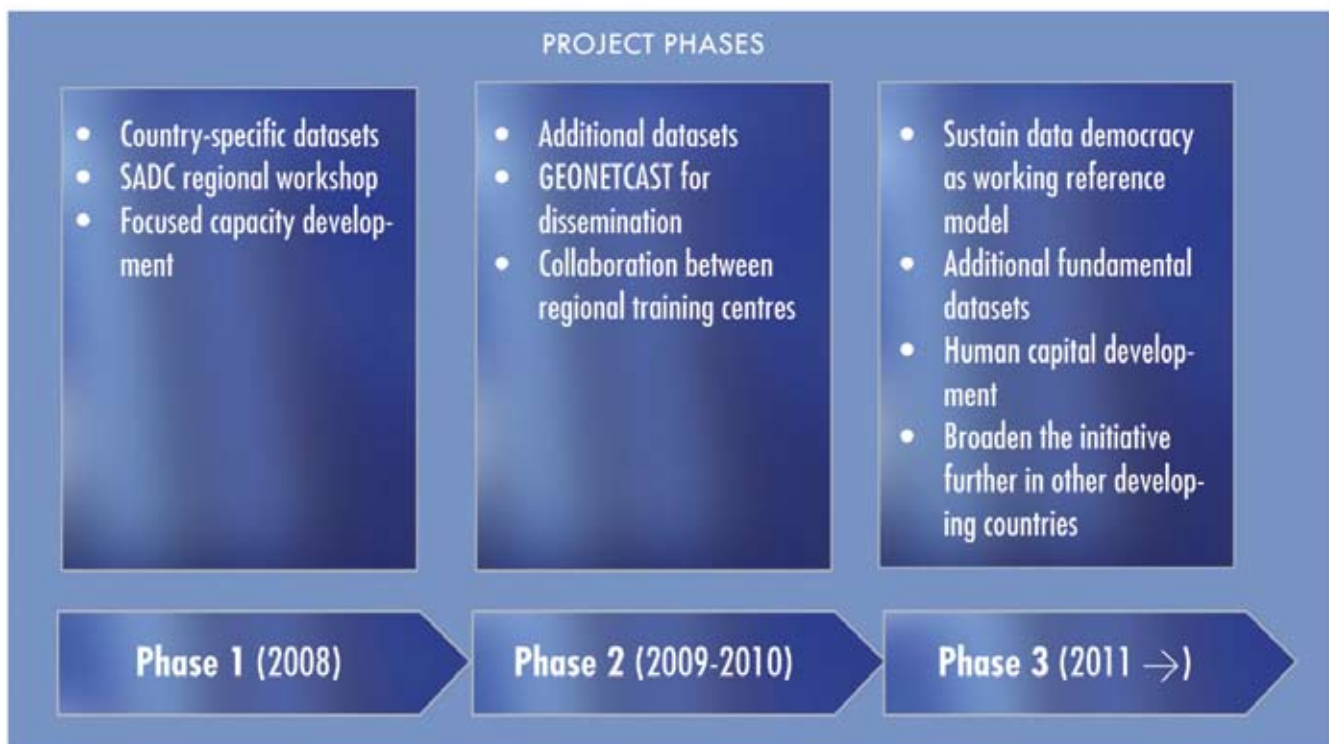 PROJECT PHASES
• Country-specific datasets
• SADC regional workshop
• Focused capacity develop-
ment
• Additional datasets
• GEONETCAST for
dissemination
• Collaboration between
regional training centres
• Sustain data democracy
as working reference
model
• Additional fundamental
datasets
• Human capital develop-
ment
• Broaden the initiative
further in other develop-
ing countries
Phase 1 (2008)
Phase 2 (2009-2010)
Phase 3 (2011 →)